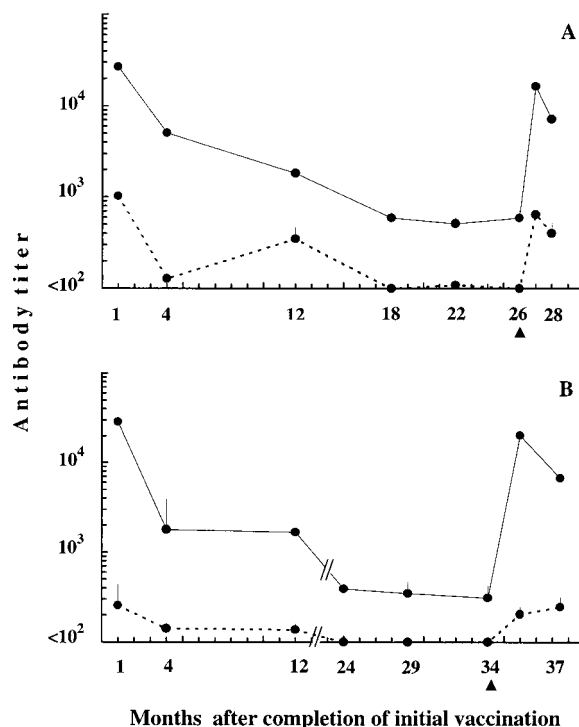 A
10^4
10^3
<10^2
1 4 12 18 22 26 28
Antibody titer
B
10^4
10^3
<10^2
1 4 12 24 29 34 37
Months after completion of initial vaccination